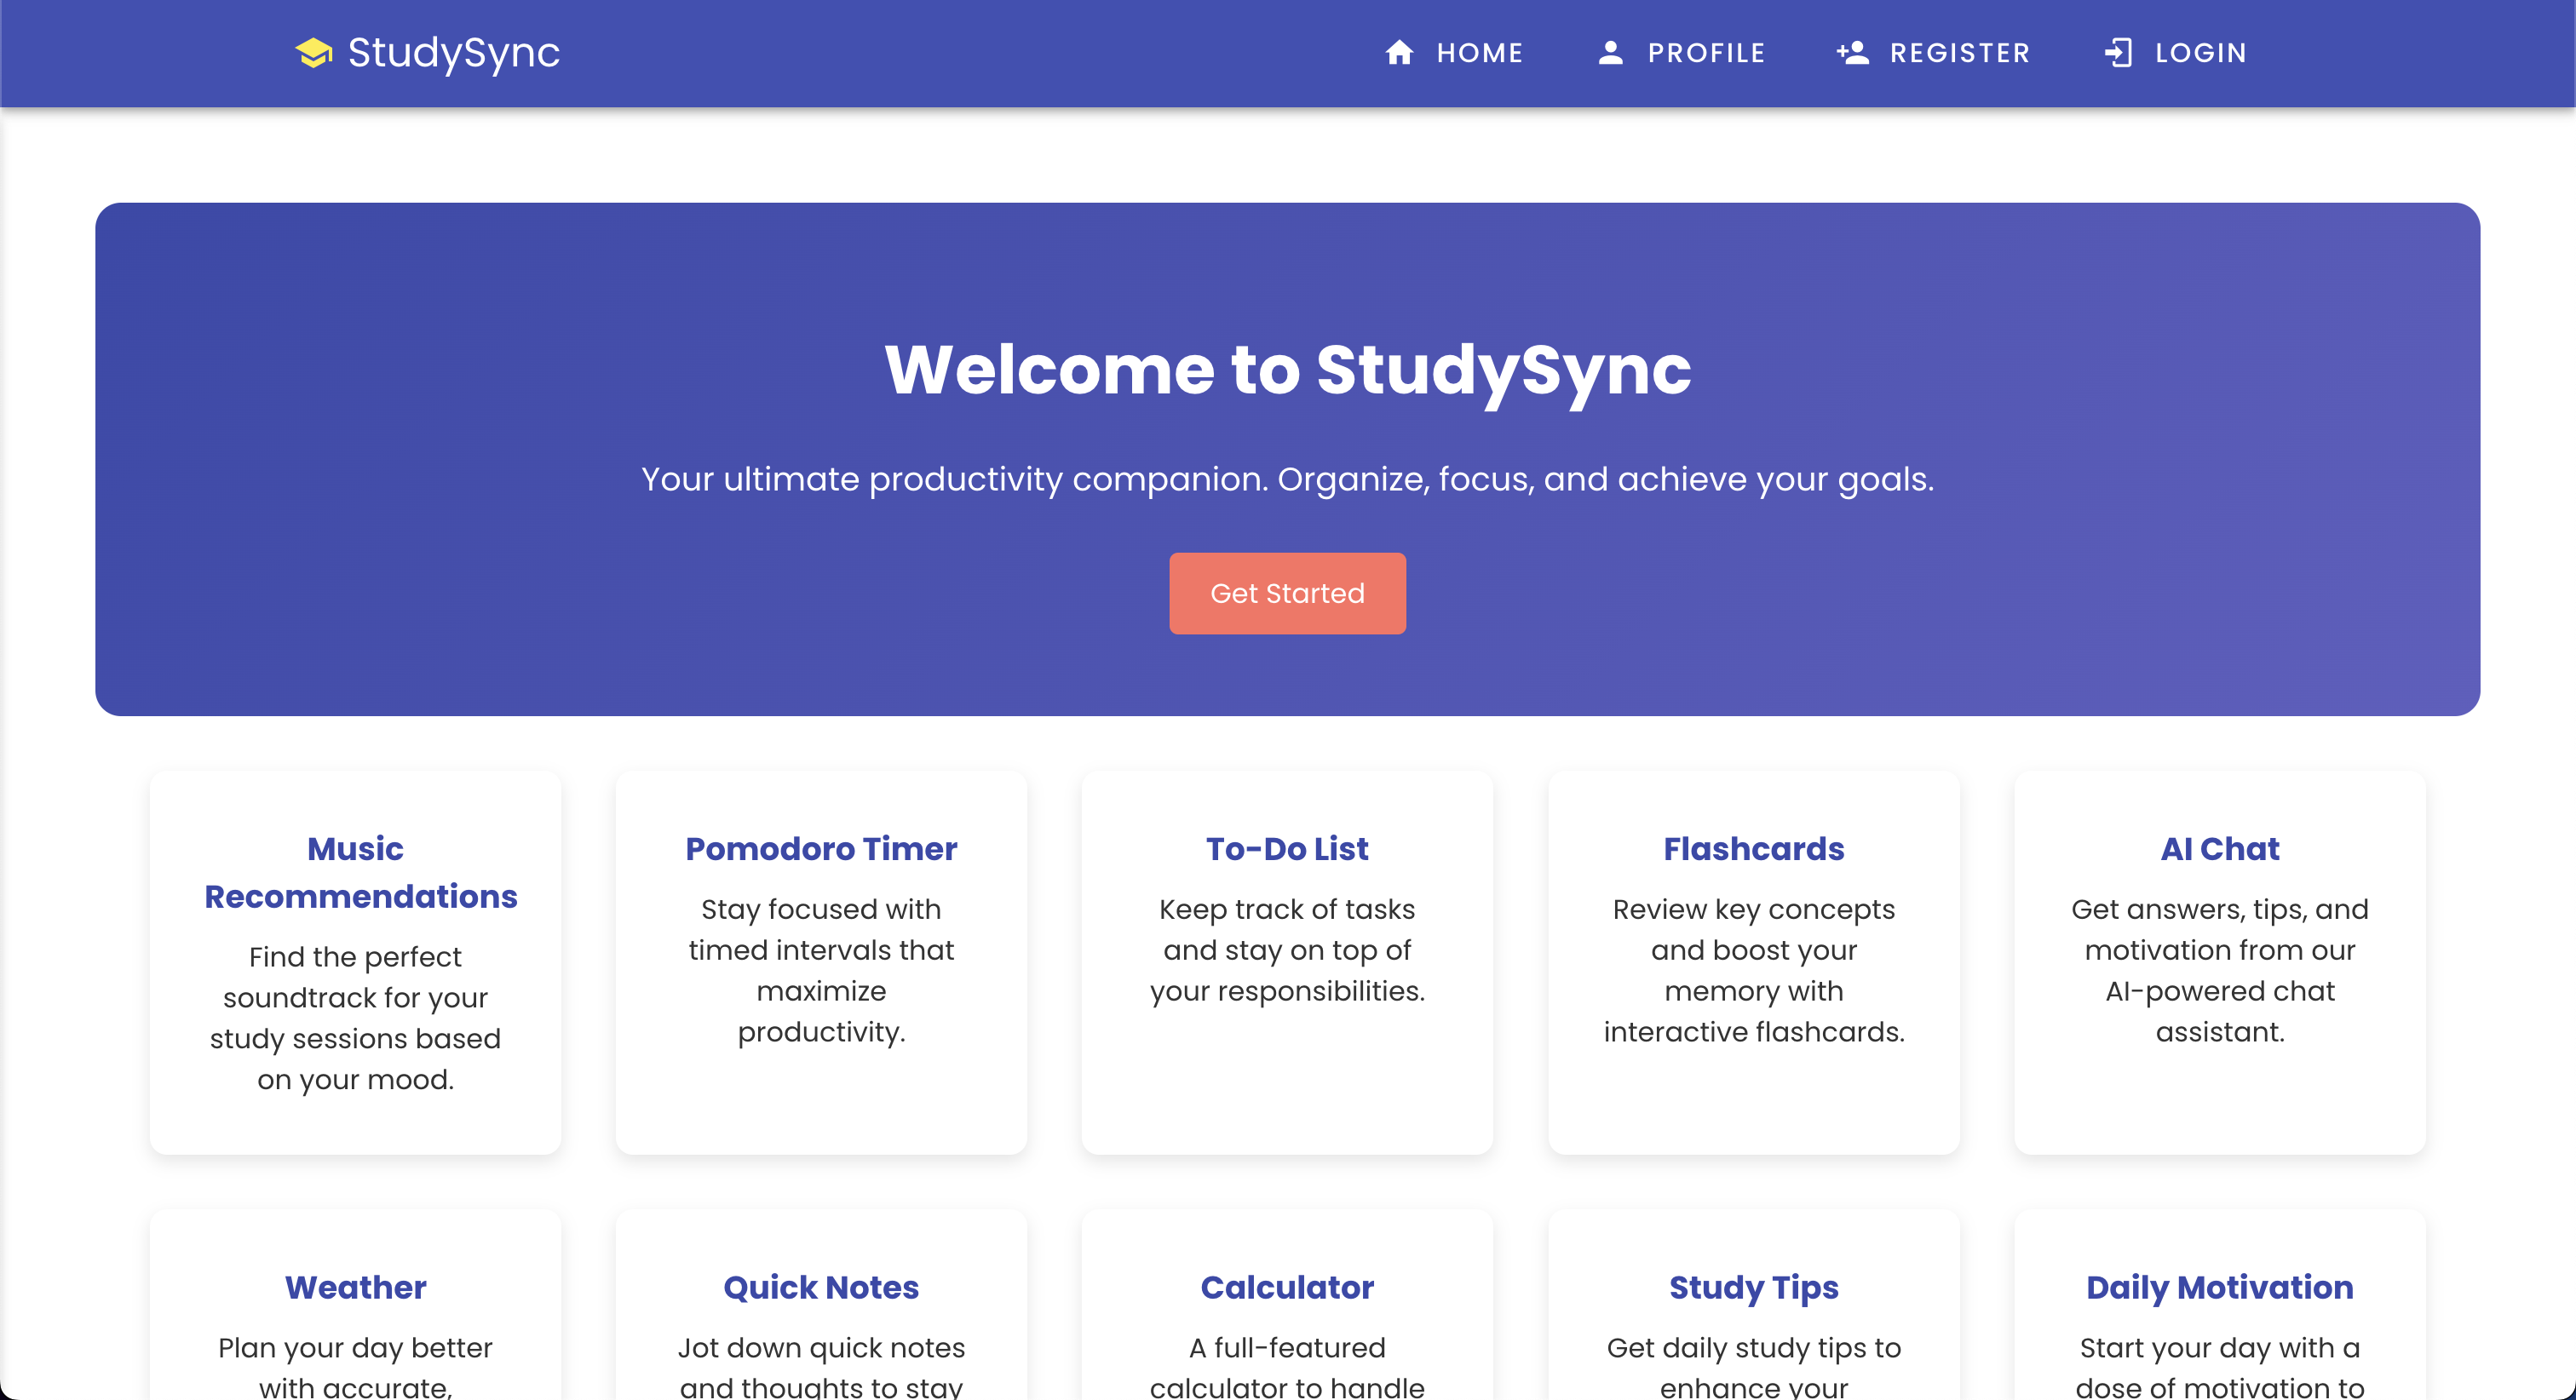 StudySync
HOME
PROFILE
REGISTER
LOGIN
Welcome to StudySync
Your ultimate productivity companion. Organize, focus, and achieve your goals.
Get Started
Music
Recommendations
Find the perfect
soundtrack for your
study sessions based
on your mood.
Pomodoro Timer
Stay focused with
timed intervals that
maximize
productivity.
To-Do List
Keep track of tasks
and stay on top of
your responsibilities.
Flashcards
Review key concepts
and boost your
memory with
interactive flashcards.
AI Chat
Get answers, tips, and
motivation from our
AI-powered chat
assistant.
Weather
Plan your day better
with accurate,
Quick Notes
Jot down quick notes
and thoughts to stay
Calculator
A full-featured
calculator to handle
Study Tips
Get daily study tips to
enhance your
Daily Motivation
Start your day with a
dose of motivation to